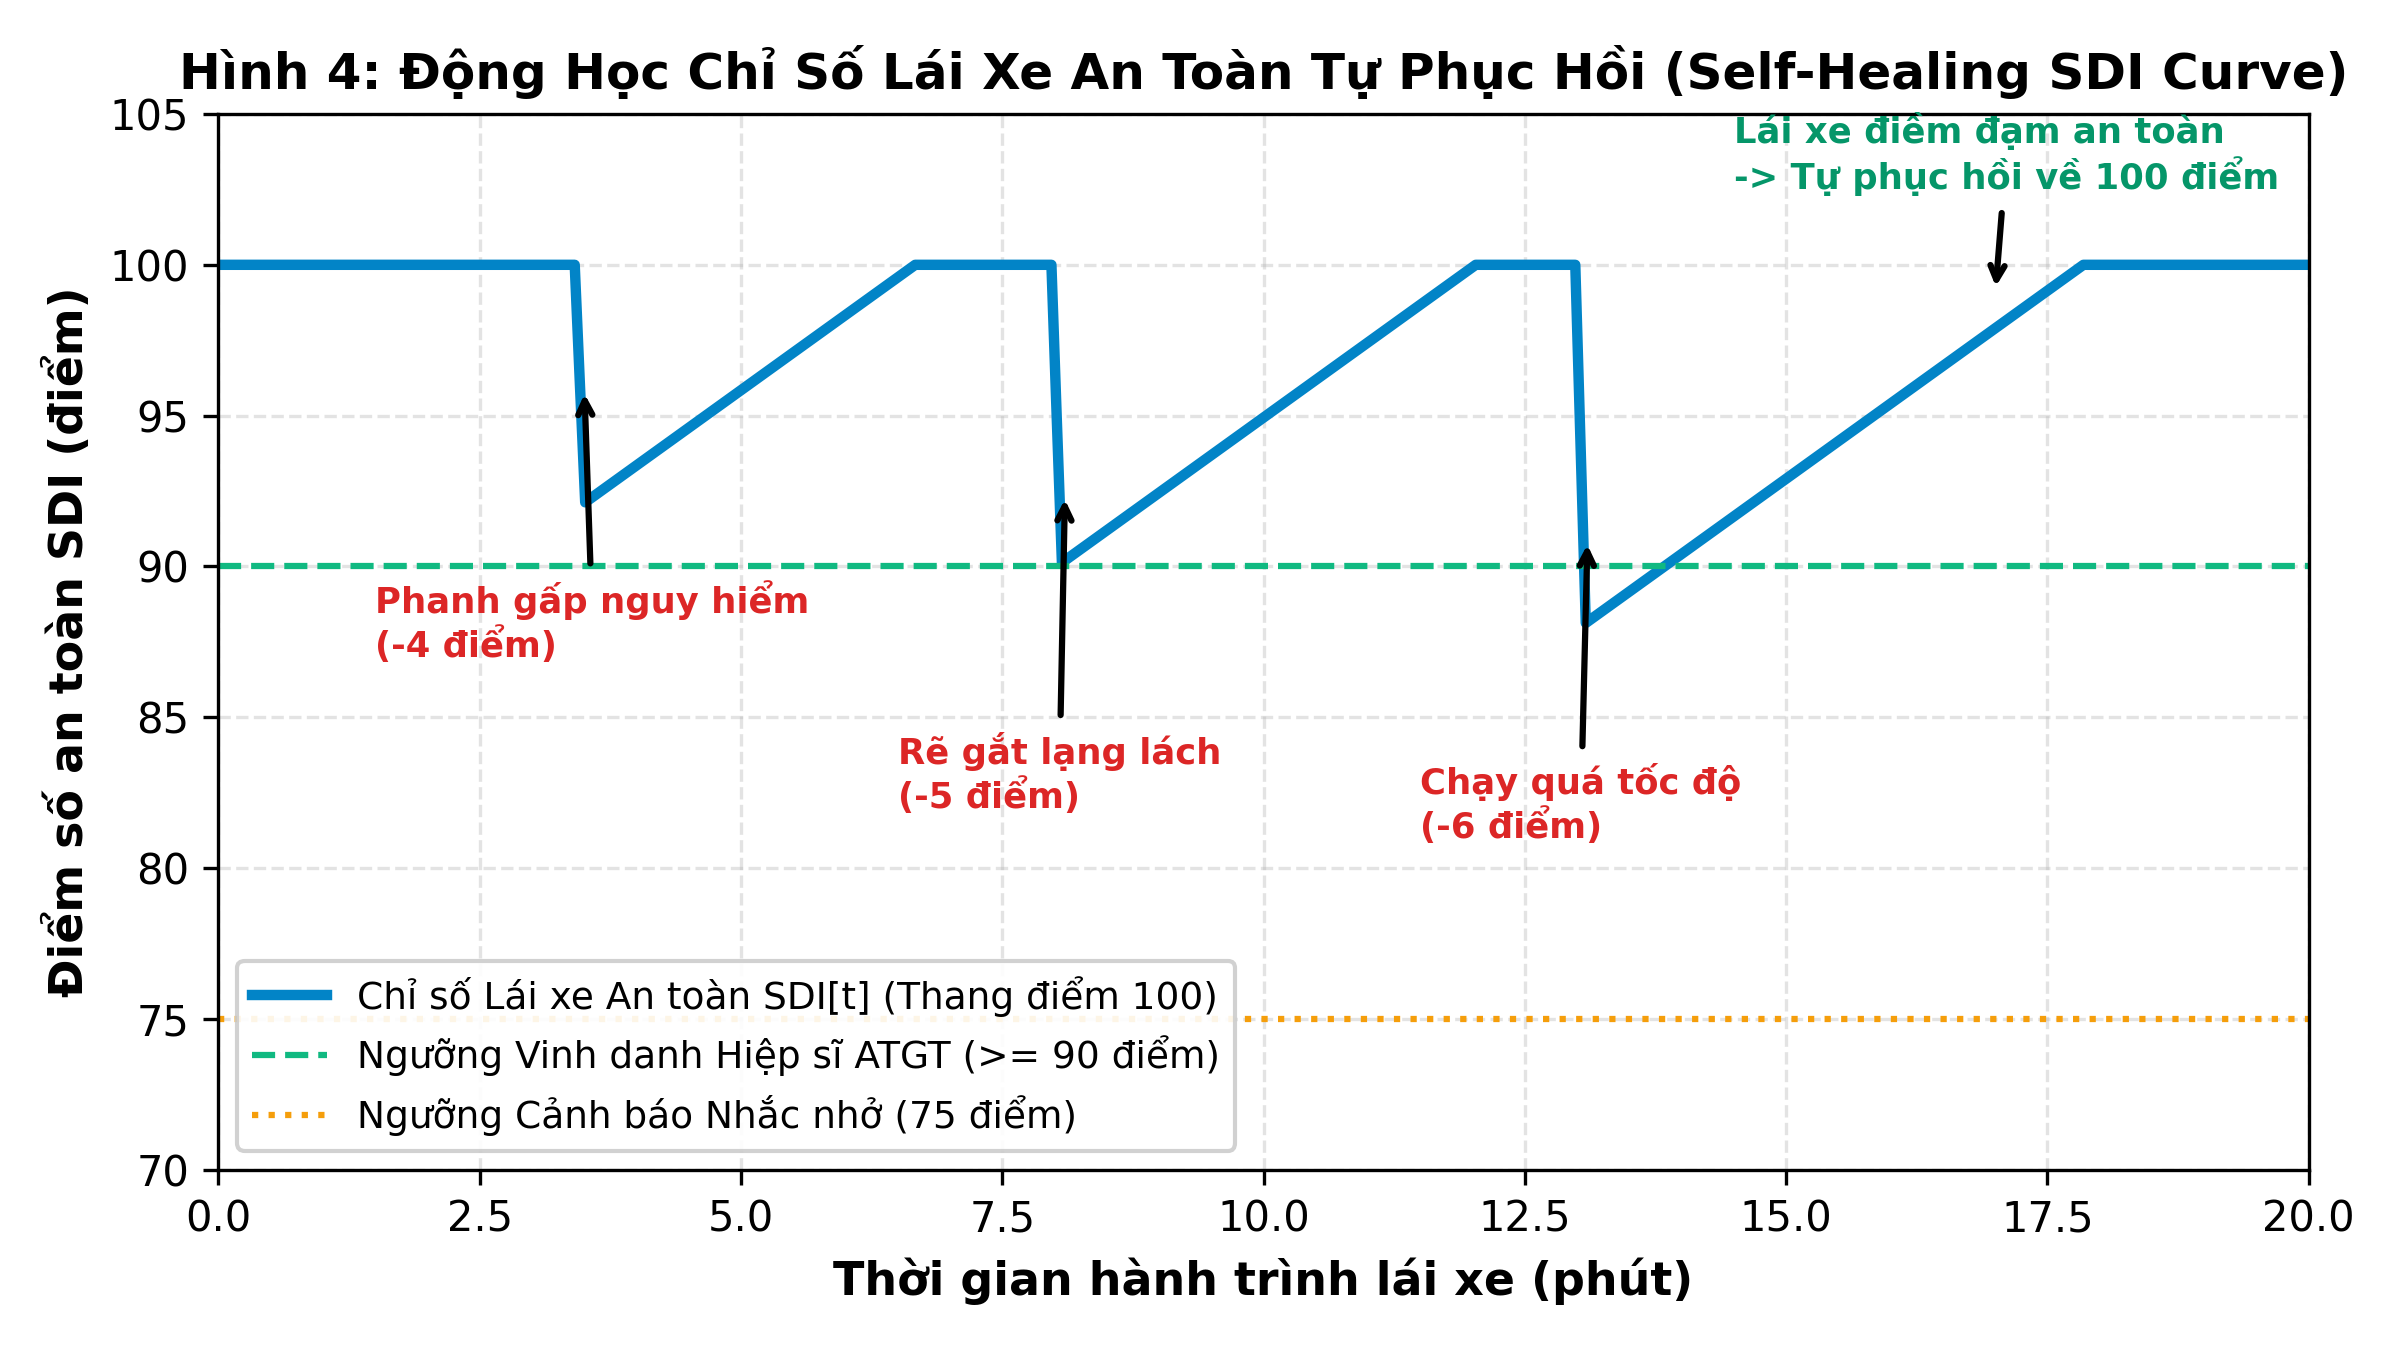 Hình 4: Động Học Chỉ Số Lái Xe An Toàn Tự Phục Hồi (Self-Healing SDI Curve)
Lái xe điềm đạm an toàn
-> Tự phục hồi về 100 điểm
Điểm số an toàn SDI (điểm)
105
100
95
90
85
80
75
70
Phanh gấp nguy hiểm
(-4 điểm)
Rẽ gắt lạng lách
(-5 điểm)
Chạy quá tốc độ
(-6 điểm)
Chỉ số Lái xe An toàn SDI[t] (Thang điểm 100)
Ngưỡng Vinh danh Hiệp sĩ ATGT (>= 90 điểm)
Ngưỡng Cảnh báo Nhắc nhở (75 điểm)
0.0 2.5 5.0 7.5 10.0 12.5 15.0 17.5 20.0
Thời gian hành trình lái xe (phút)